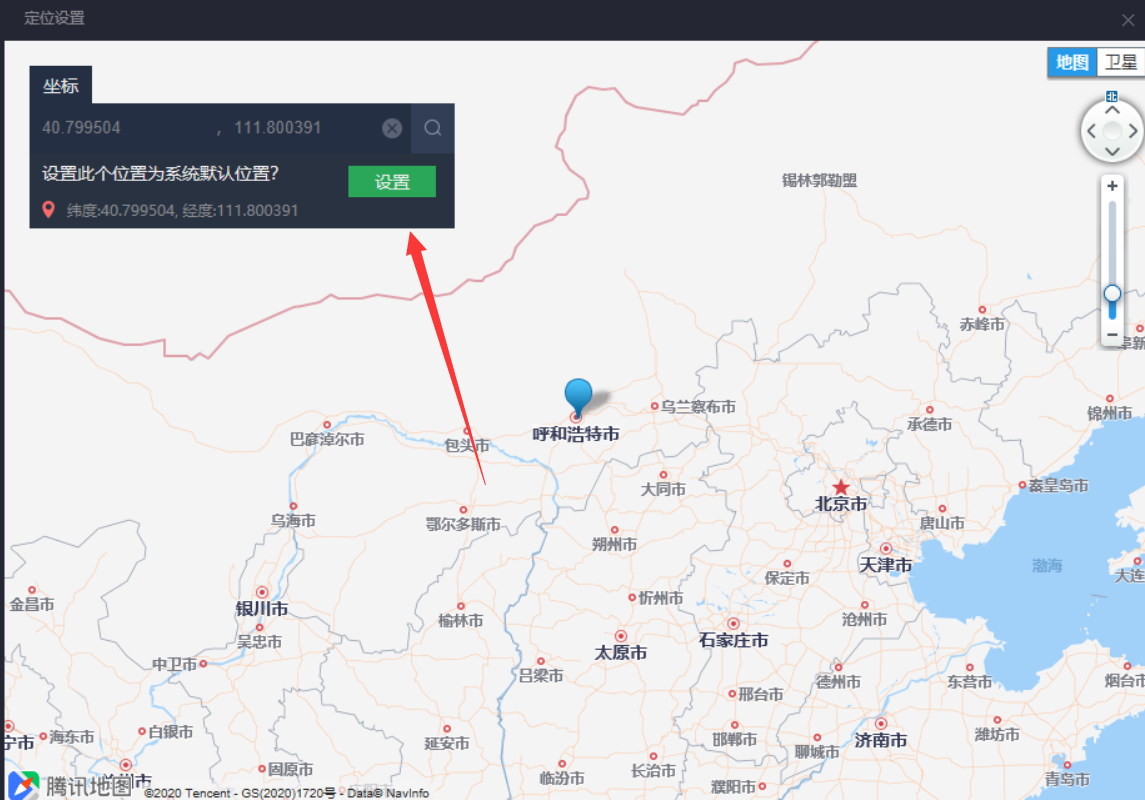 定位设置
地图 卫星
坐标
北
40.799504 , 111.800391
设置此个位置为系统默认位置?
设置
纬度:40.799504, 经度:111.800391
锡林郭勒盟
赤峰市
锦州市
乌兰察布市
承德市
呼和浩特市
巴彦淖尔市
包头市
大同市
秦皇岛市
北京市
乌海市
鄂尔多斯市
唐山市
朔州市
天津市
渤海
保定市
大连
金昌市
银川市
忻州市
榆林市
沧州市
吴忠市
石家庄市
太原市
中卫市
吕梁市
德州市
东营市
烟台市
邢台市
白银市
海东市
宁市
延安市
邯郸市
济南市
潍坊市
聊城市
固原市
长治市
临汾市
青岛市
濮阳市
腾讯地图
©2020 Tencent - GS(2020)1720号 - Data© NavInfo